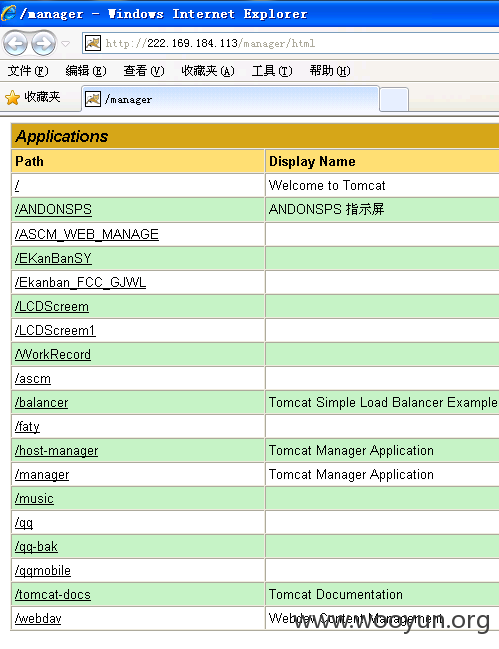 /manager - Windows Internet Explorer
http://222.169.184.113/manager/html
文件(F) 编辑(E) 查看(V) 收藏夹(A) 工具(T) 帮助(H)
收藏夹 /manager
Applications
Path Display Name
/ Welcome to Tomcat
/ANDONSPS ANDONSPS 指示屏
/ASCM_WEB_MANAGE
/EKanBanSY
/Ekanban_FCC_GJWL
/LCDScreem
/LCDScreem1
/WorkRecord
/ascm
/balancer Tomcat Simple Load Balancer Example
/faty
/host-manager Tomcat Manager Application
/manager Tomcat Manager Application
/music
/qq
/qq-bak
/qqmobile
/tomcat-docs Tomcat Documentation
/webdav Webdav Content Management
www.wooyun.org